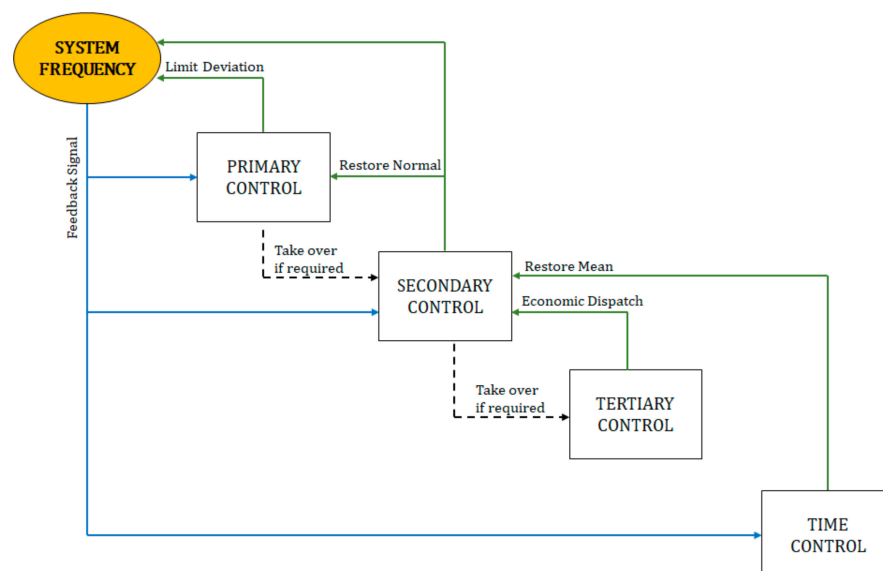 SYSTEM
FREQUENCY
Limit Deviation
Feedback Signal
PRIMARY
CONTROL
Restore Normal
Take over
if required
SECONDARY
CONTROL
Restore Mean
Economic Dispatch
Take over
if required
TERTIARY
CONTROL
TIME
CONTROL